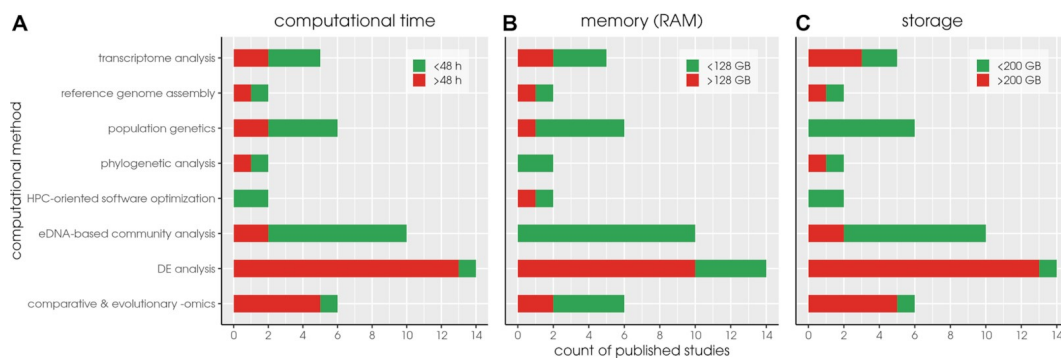 A
computational time
B
memory (RAM)
C
storage
computational method
transcriptome analysis
reference genome assembly
population genetics
phylogenetic analysis
HPC-oriented software optimization
eDNA-based community analysis
DE analysis
comparative & evolutionary -omics
<48 h
>48 h
<128 GB
>128 GB
<200 GB
>200 GB
0 2 4 6 8 10 12 14
0 2 4 6 8 10 12 14
0 2 4 6 8 10 12 14
count of published studies